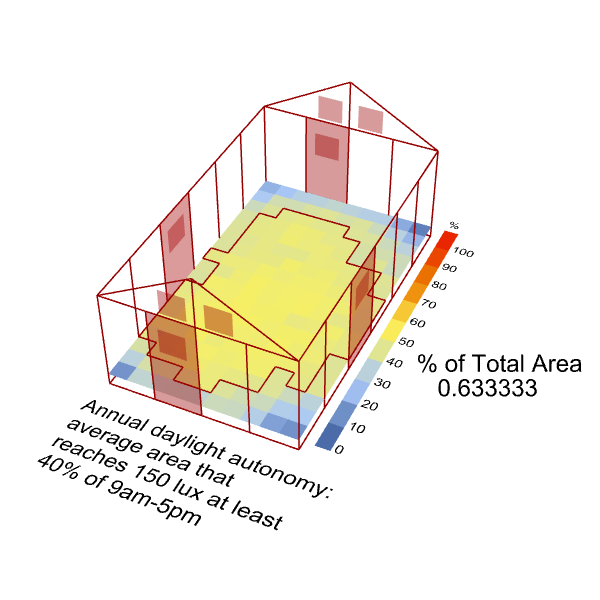 %
100
90
80
70
60
50
40
30
20
10
0
% of Total Area
0.633333
Annual daylight autonomy:
average area that
reaches 150 lux at least
40% of 9am-5pm